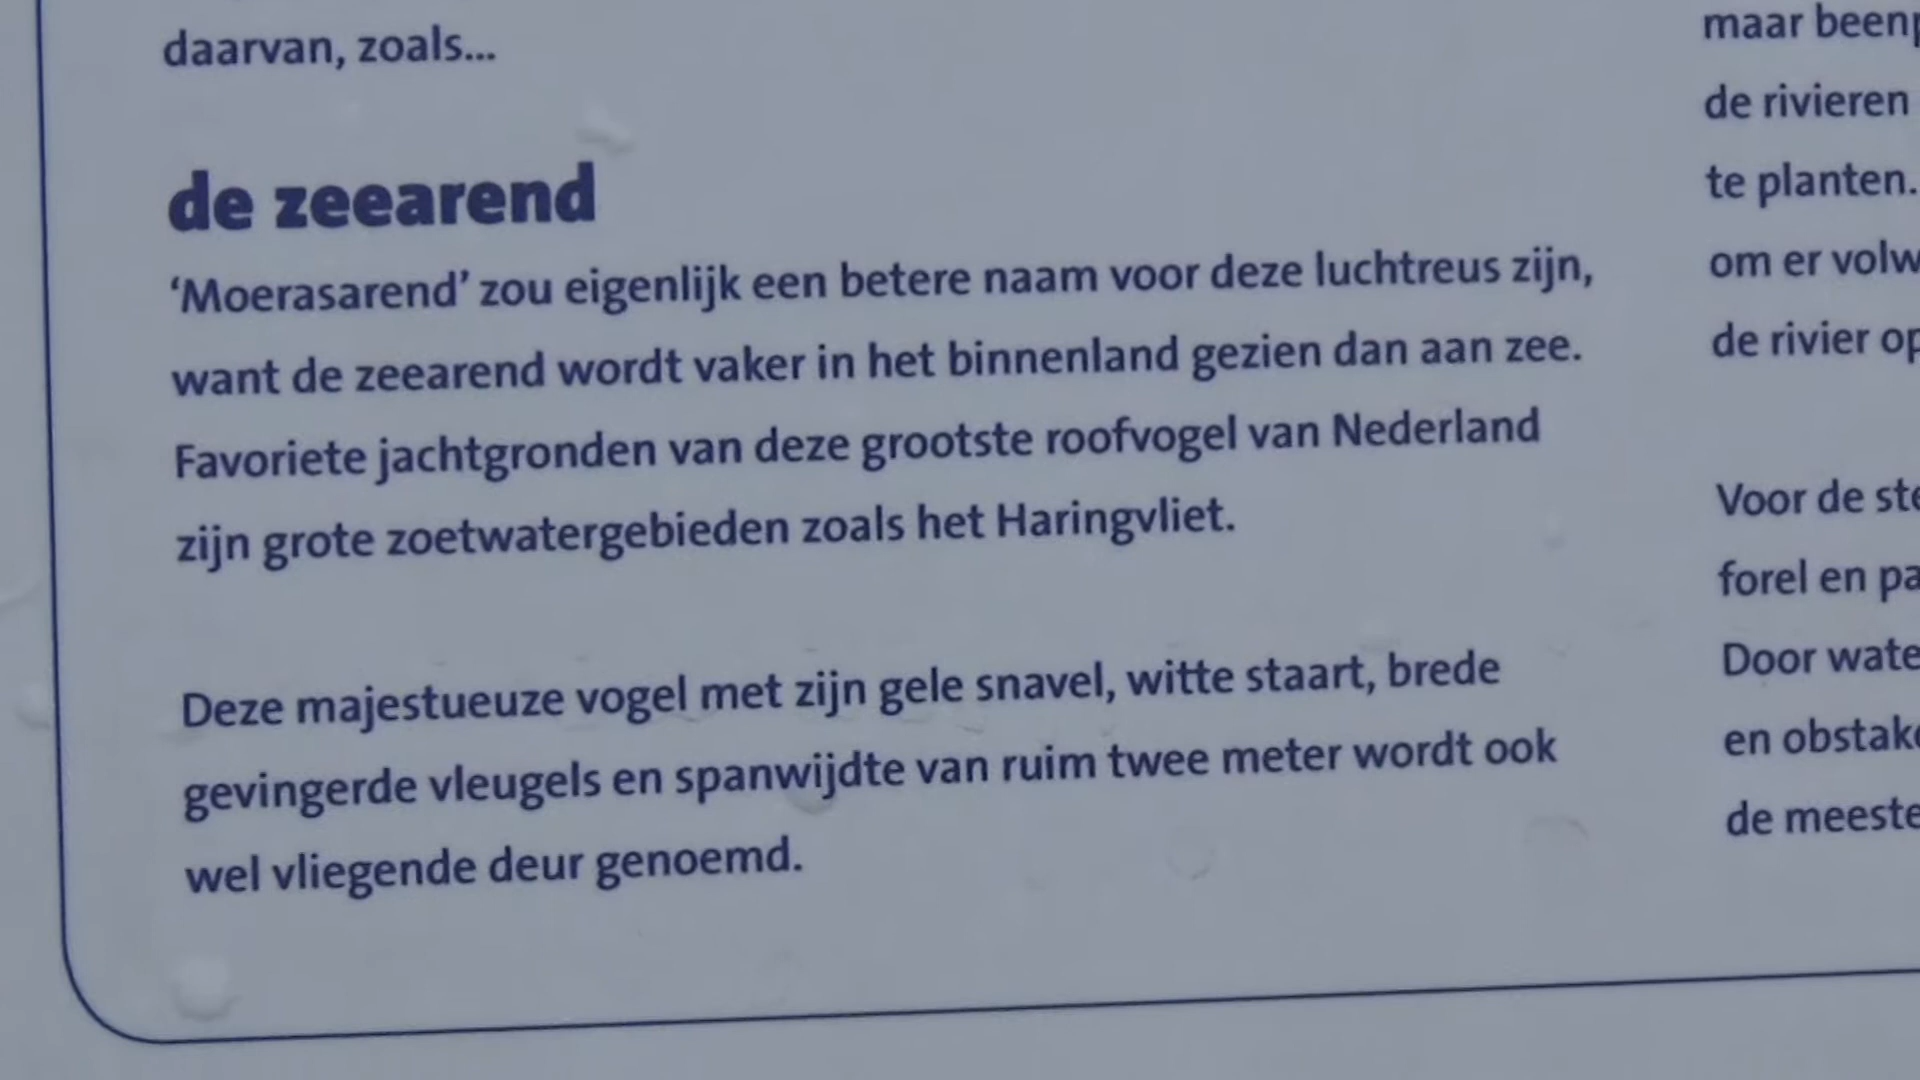 daarvan, zoals...
de zeearend
‘Moerasarend’ zou eigenlijk een betere naam voor deze luchtreus zijn,
want de zeearend wordt vaker in het binnenland gezien dan aan zee.
Favoriete jachtgronden van deze grootste roofvogel van Nederland
zijn grote zoetwatergebieden zoals het Haringvliet.
Deze majestueuze vogel met zijn gele snavel, witte staart, brede
gevingerde vleugels en spanwijdte van ruim twee meter wordt ook
wel vliegende deur genoemd.
maar
de rivieren
te planten.
om er
de rivier
Voor de
forel en
Door
en
de